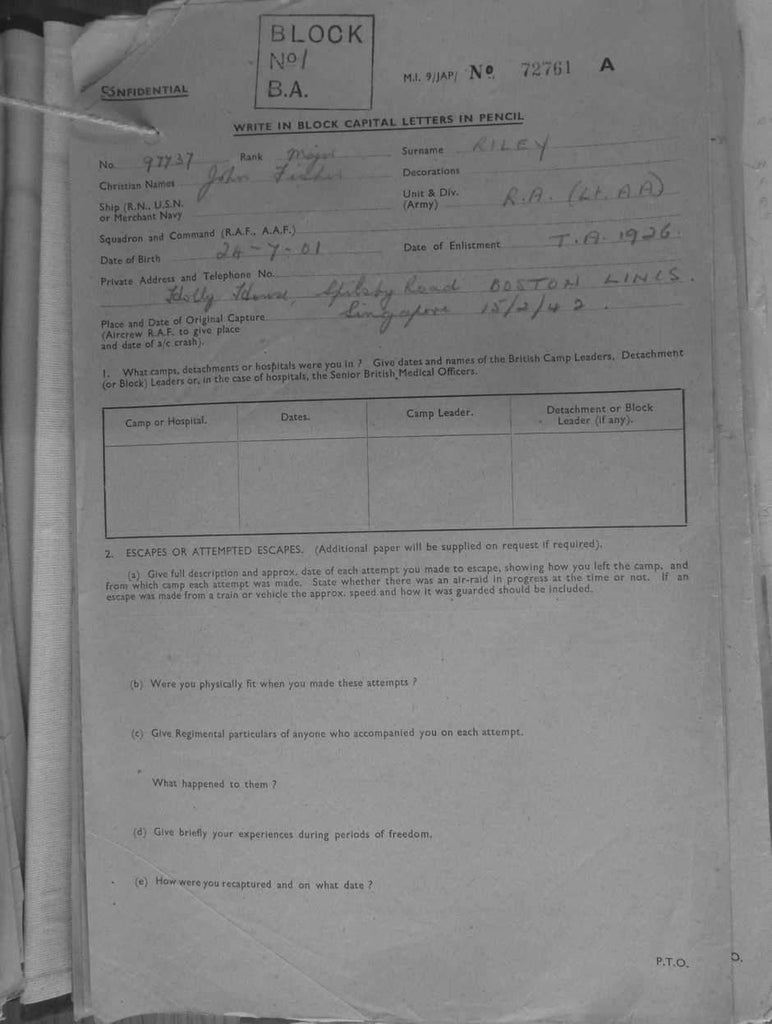 BLOCK
No 1
B.A.
M.I. 9/JAP/ No. 72761 A
CONFIDENTIAL
WRITE IN BLOCK CAPITAL LETTERS IN PENCIL
No. 97737 Rank Major Surname RILEY
Christian Names John Fisher Decorations
Ship (R.N., U.S.N. or Merchant Navy Unit & Div. (Army) R.A. (Lt. AA)
Squadron and Command (R.A.F., A.A.F.)
Date of Birth 24-7-01 Date of Enlistment T.A. 1926.
Private Address and Telephone No.
Holly House, Spilsby Road BOSTON LINCS.
Place and Date of Original Capture Singapore 15/2/42.
(Aircrew R.A.F. to give place
and date of a/c crash).
1. What camps, detachments or hospitals were you in ? Give dates and names of the British Camp Leaders, Detachment
(or Block) Leaders or, in the case of hospitals, the Senior British Medical Officers.
Camp or Hospital. Dates. Camp Leader. Detachment or Block Leader (if any).
2. ESCAPES OR ATTEMPTED ESCAPES. (Additional paper will be supplied on request if required).
(a) Give full description and approx. date of each attempt you made to escape, showing how you left the camp, and
from which camp each attempt was made. State whether there was an air-raid in progress at the time or not. If an
escape was made from a train or vehicle the approx. speed and how it was guarded should be included.
(b) Were you physically fit when you made these attempts ?
(c) Give Regimental particulars of anyone who accompanied you on each attempt.
What happened to them ?
(d) Give briefly your experiences during periods of freedom.
(e) How were you recaptured and on what date ?
P.T.O.
O.